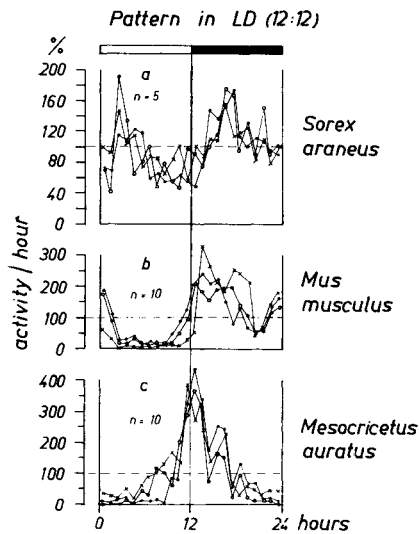 Pattern in LD (12:12)
%
200
160
120
80
40
0
a
n = 5
Sorex
araneus
activity/hour
300
200
100
0
b
n = 10
Mus
musculus
400
300
200
100
0
c
n = 10
Mesocricetus
auratus
0
12
24
hours